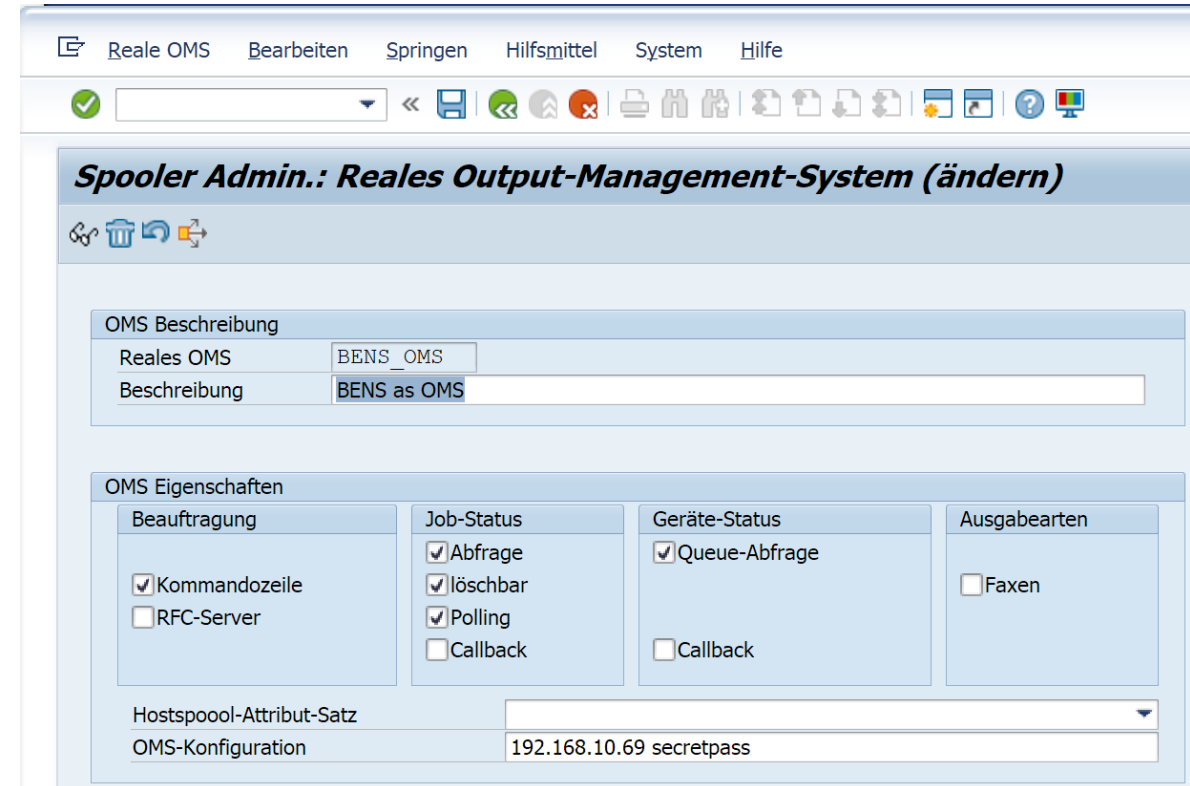 Reale OMS Bearbeiten Springen Hilfsmittel System Hilfe
Spooler Admin.: Reales Output-Management-System (ändern)
OMS Beschreibung
Reales OMS BENS_OMS
Beschreibung BENS as OMS
OMS Eigenschaften
Beauftragung Job-Status Geräte-Status Ausgabearten
Abfrage Queue-Abfrage
Kommandozeile löschbar Faxen
RFC-Server Polling
Callback Callback
Hostspoool-Attribut-Satz
OMS-Konfiguration 192.168.10.69 secretpass